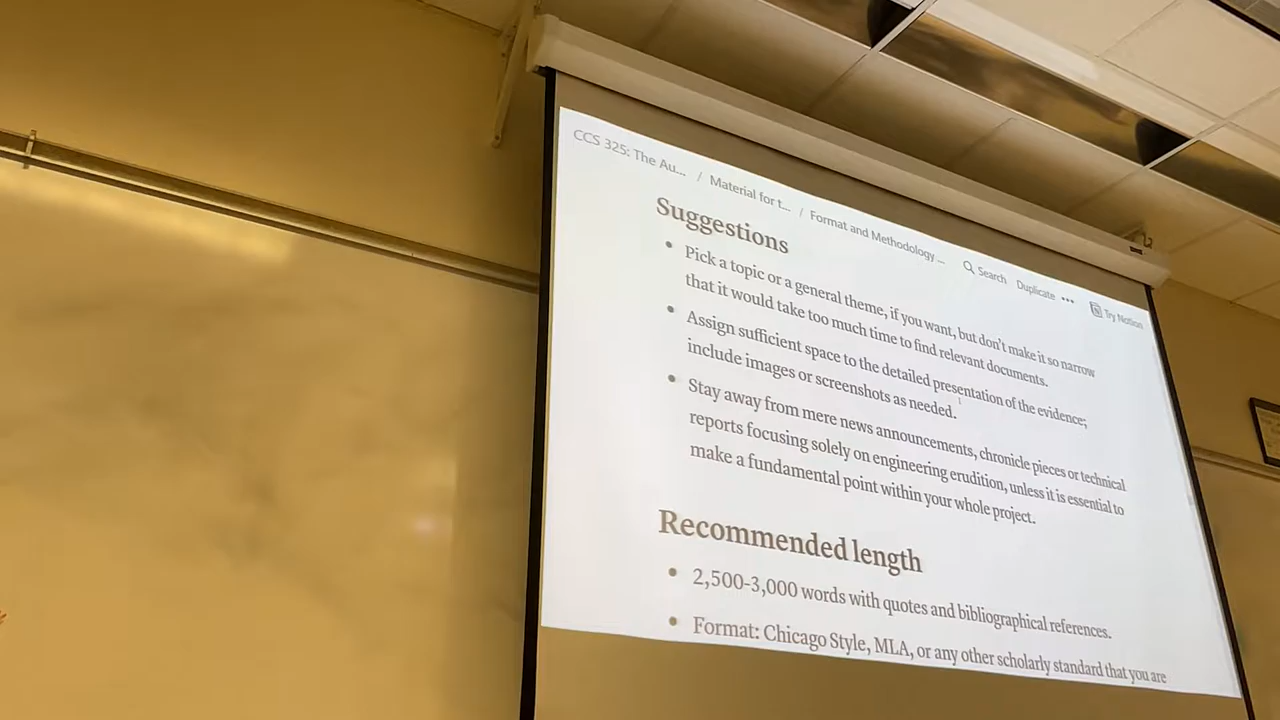 CCS 325: The Au... / Material for t... / Format and Methodology ... Search Duplicate ••• Try Notion
Suggestions
• Pick a topic or a general theme, if you want, but don't make it so narrow
that it would take too much time to find relevant documents.
• Assign sufficient space to the detailed presentation of the evidence;
include images or screenshots as needed.
• Stay away from mere news announcements, chronicle pieces or technical
reports focusing solely on engineering erudition, unless it is essential to
make a fundamental point within your whole project.
Recommended length
• 2,500-3,000 words with quotes and bibliographical references.
• Format: Chicago Style, MLA, or any other scholarly standard that you are